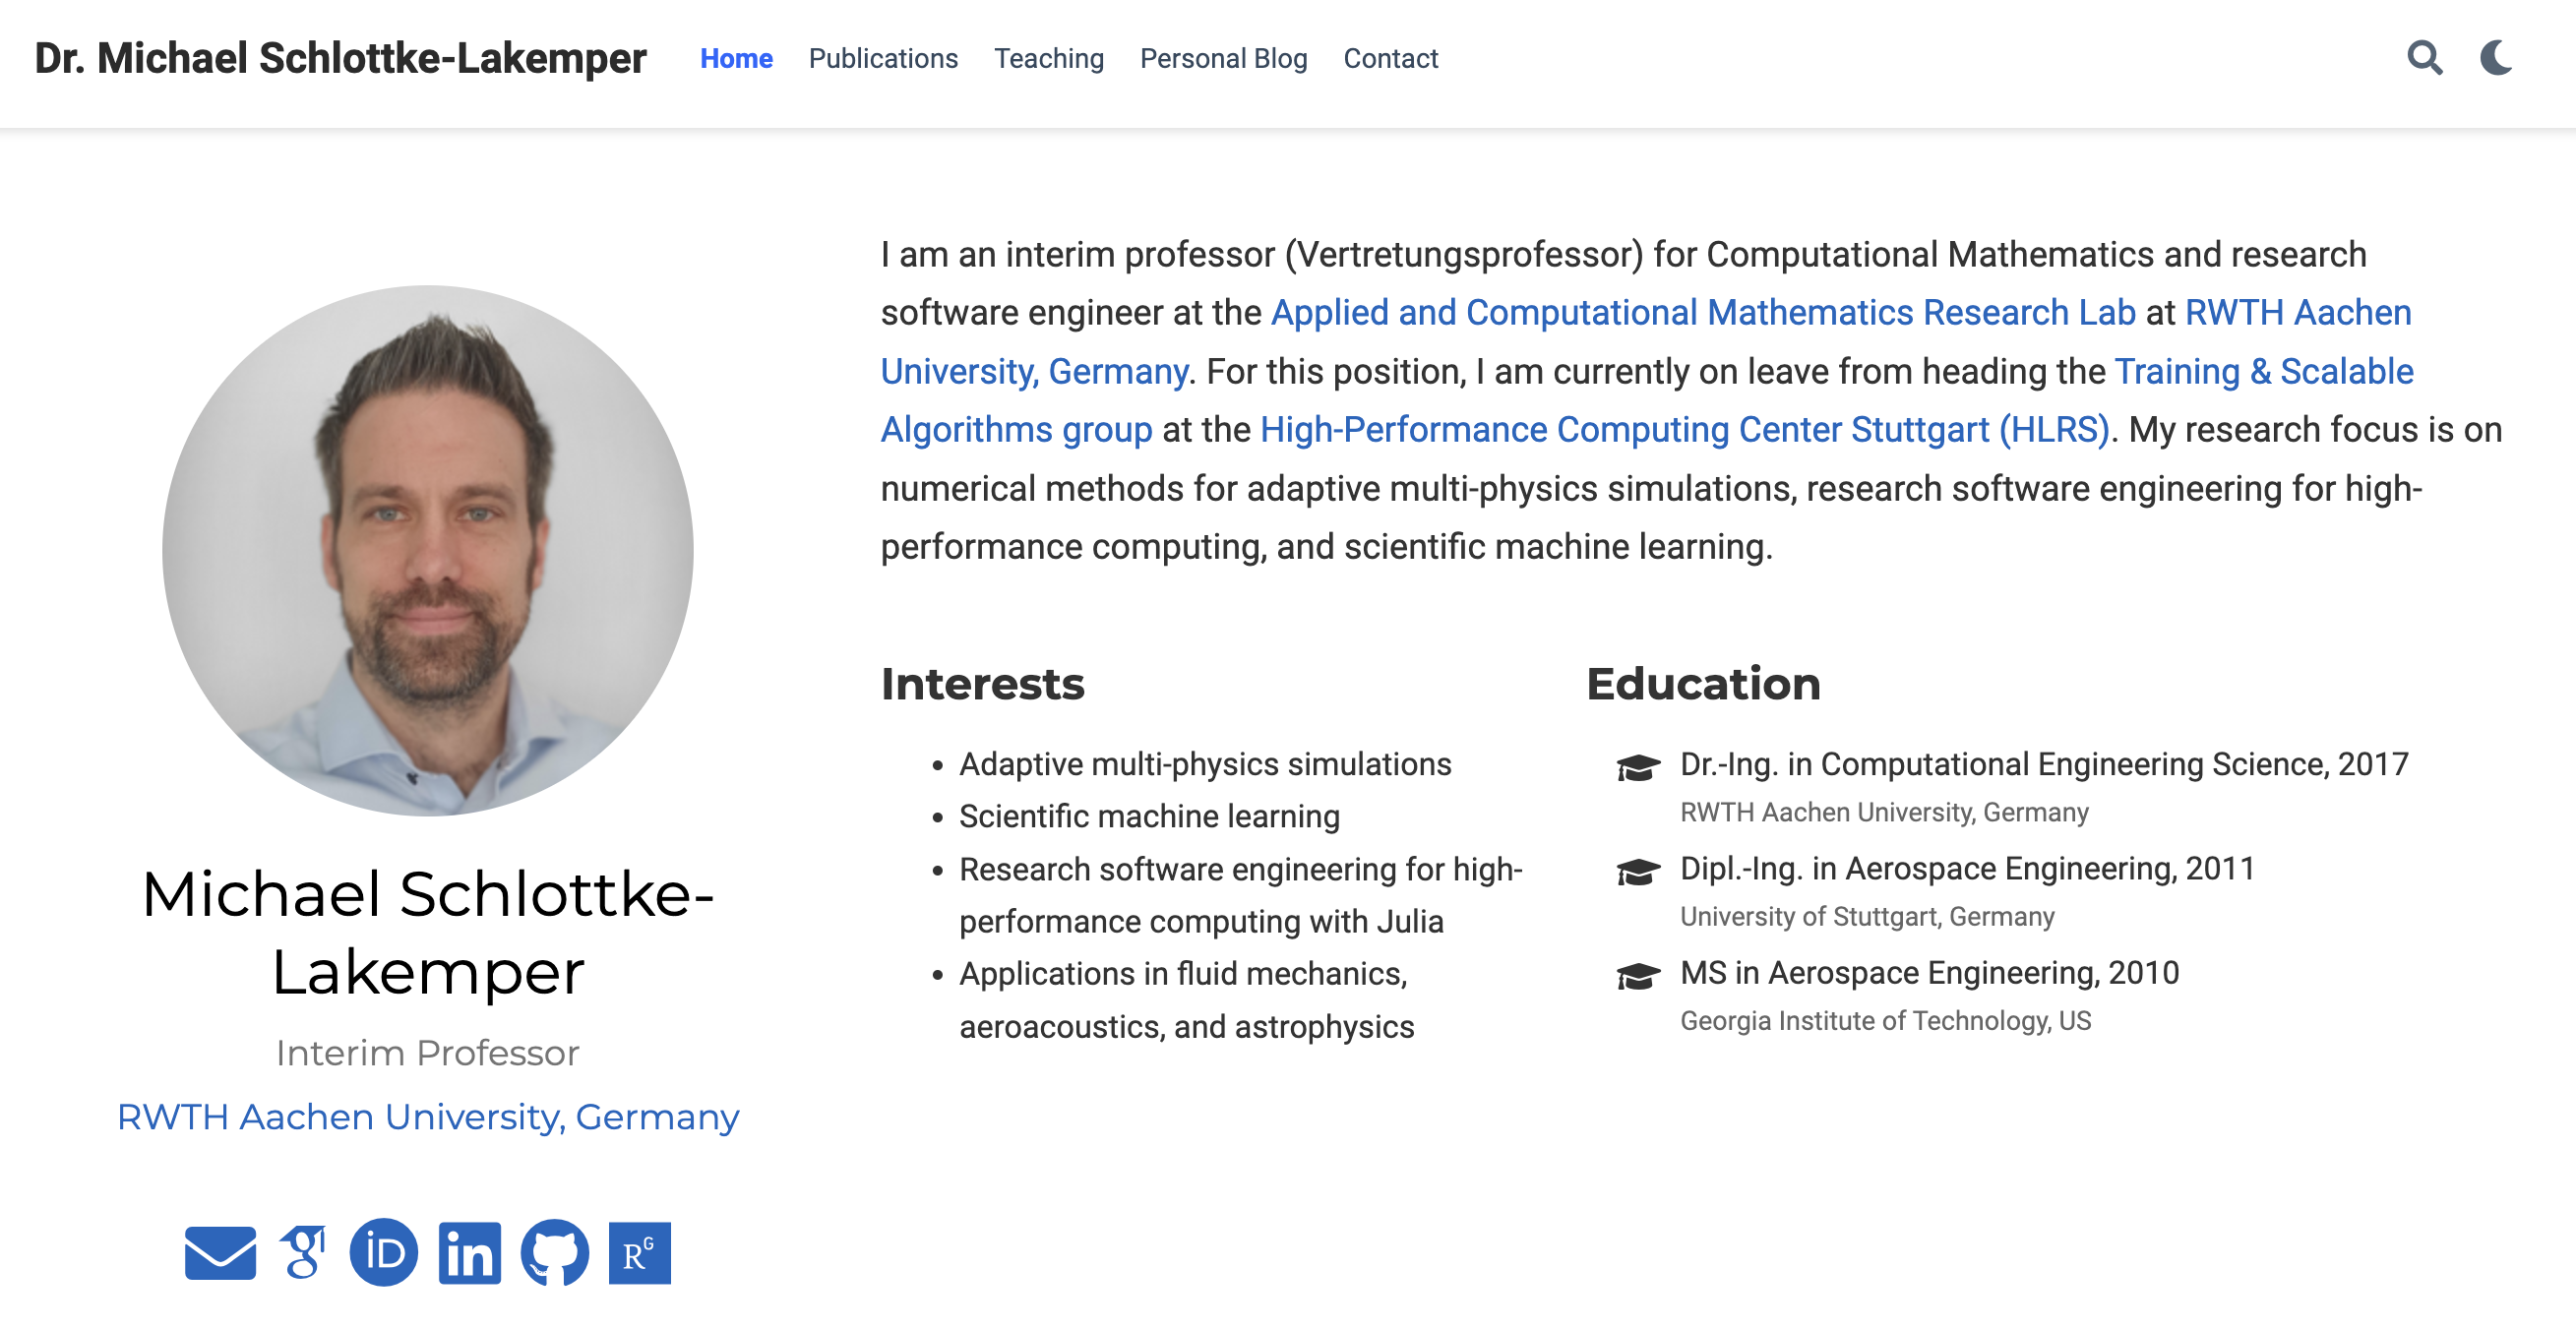 Dr. Michael Schlottke-Lakemper
Home
Publications
Teaching
Personal Blog
Contact
Michael Schlottke-
Lakemper
Interim Professor
RWTH Aachen University, Germany
iD
in
RG
I am an interim professor (Vertretungsprofessor) for Computational Mathematics and research
software engineer at the Applied and Computational Mathematics Research Lab at RWTH Aachen
University, Germany. For this position, I am currently on leave from heading the Training & Scalable
Algorithms group at the High-Performance Computing Center Stuttgart (HLRS). My research focus is on
numerical methods for adaptive multi-physics simulations, research software engineering for high-
performance computing, and scientific machine learning.
Interests
• Adaptive multi-physics simulations
• Scientific machine learning
• Research software engineering for high-
performance computing with Julia
• Applications in fluid mechanics,
aeroacoustics, and astrophysics
Education
Dr.-Ing. in Computational Engineering Science, 2017
RWTH Aachen University, Germany
Dipl.-Ing. in Aerospace Engineering, 2011
University of Stuttgart, Germany
MS in Aerospace Engineering, 2010
Georgia Institute of Technology, US